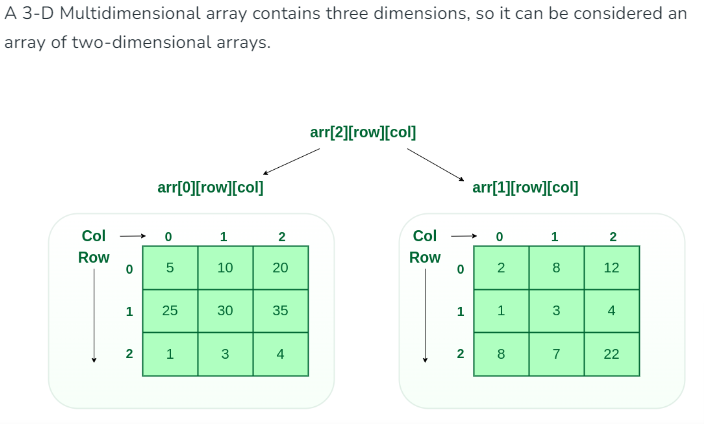 A 3-D Multidimensional array contains three dimensions, so it can be considered an
array of two-dimensional arrays.
arr[2][row][col]
arr[0][row][col]
Col 0 1 2
Row
0 5 10 20
1 25 30 35
2 1 3 4
arr[1][row][col]
Col 0 1 2
Row
0 2 8 12
1 1 3 4
2 8 7 22